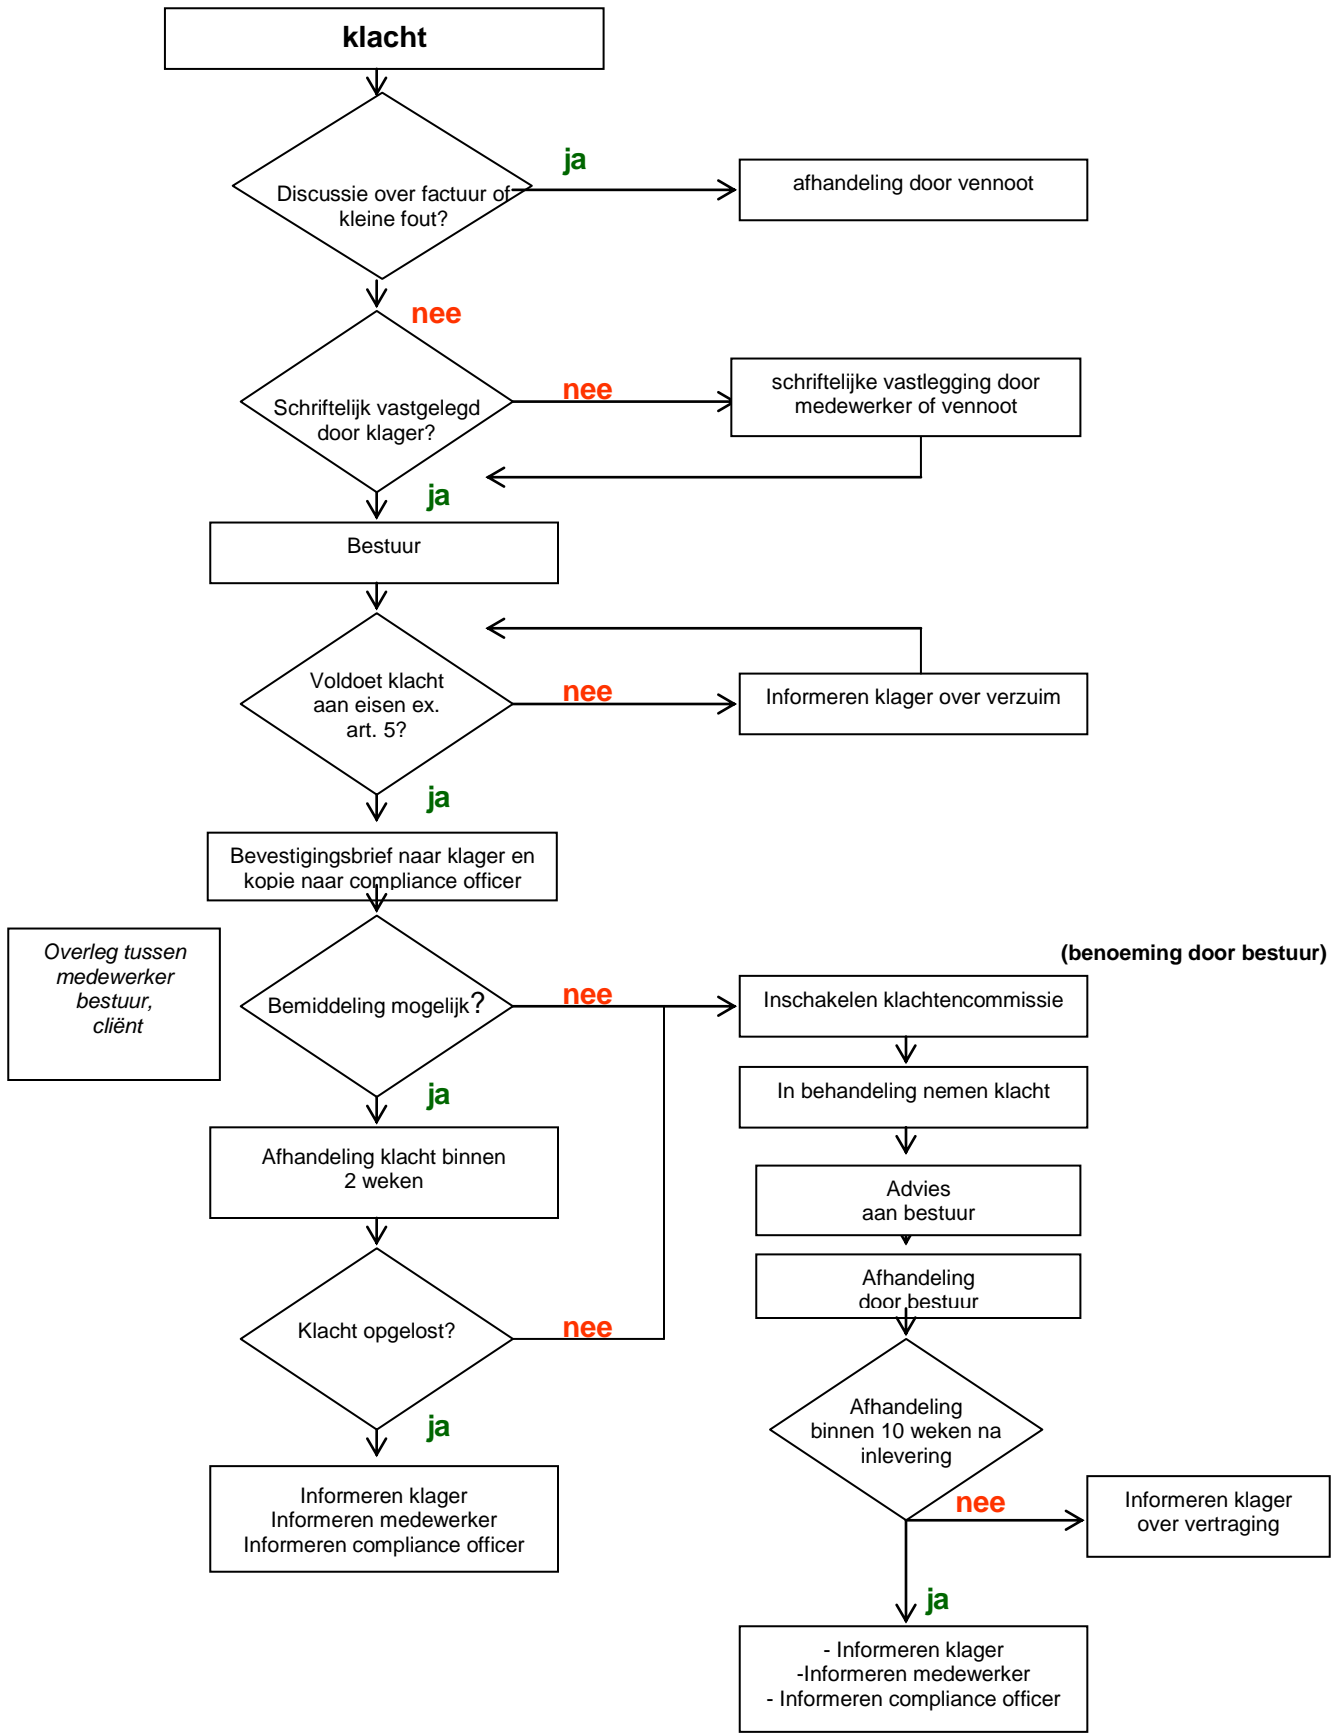 klacht
ja
Discussie over factuur of
kleine fout?
afhandeling door vennoot
nee
Schriftelijk vastgelegd
door klager?
nee
schriftelijke vastlegging door
medewerker of vennoot
ja
Bestuur
Voldoet klacht
aan eisen ex.
art. 5?
nee
Informeren klager over verzuim
ja
Bevestigingsbrief naar klager en
kopie naar compliance officer
Overleg tussen
medewerker
bestuur,
cliënt
Bemiddeling mogelijk?
nee
(benoeming door bestuur)
Inschakelen klachtencommissie
In behandeling nemen klacht
ja
Afhandeling klacht binnen
2 weken
Advies
aan bestuur
Afhandeling
door bestuur
Klacht opgelost?
nee
ja
Afhandeling
binnen 10 weken na
inlevering
Informeren klager
Informeren medewerker
Informeren compliance officer
nee
Informeren klager
over vertraging
ja
- Informeren klager
-Informeren medewerker
- Informeren compliance officer